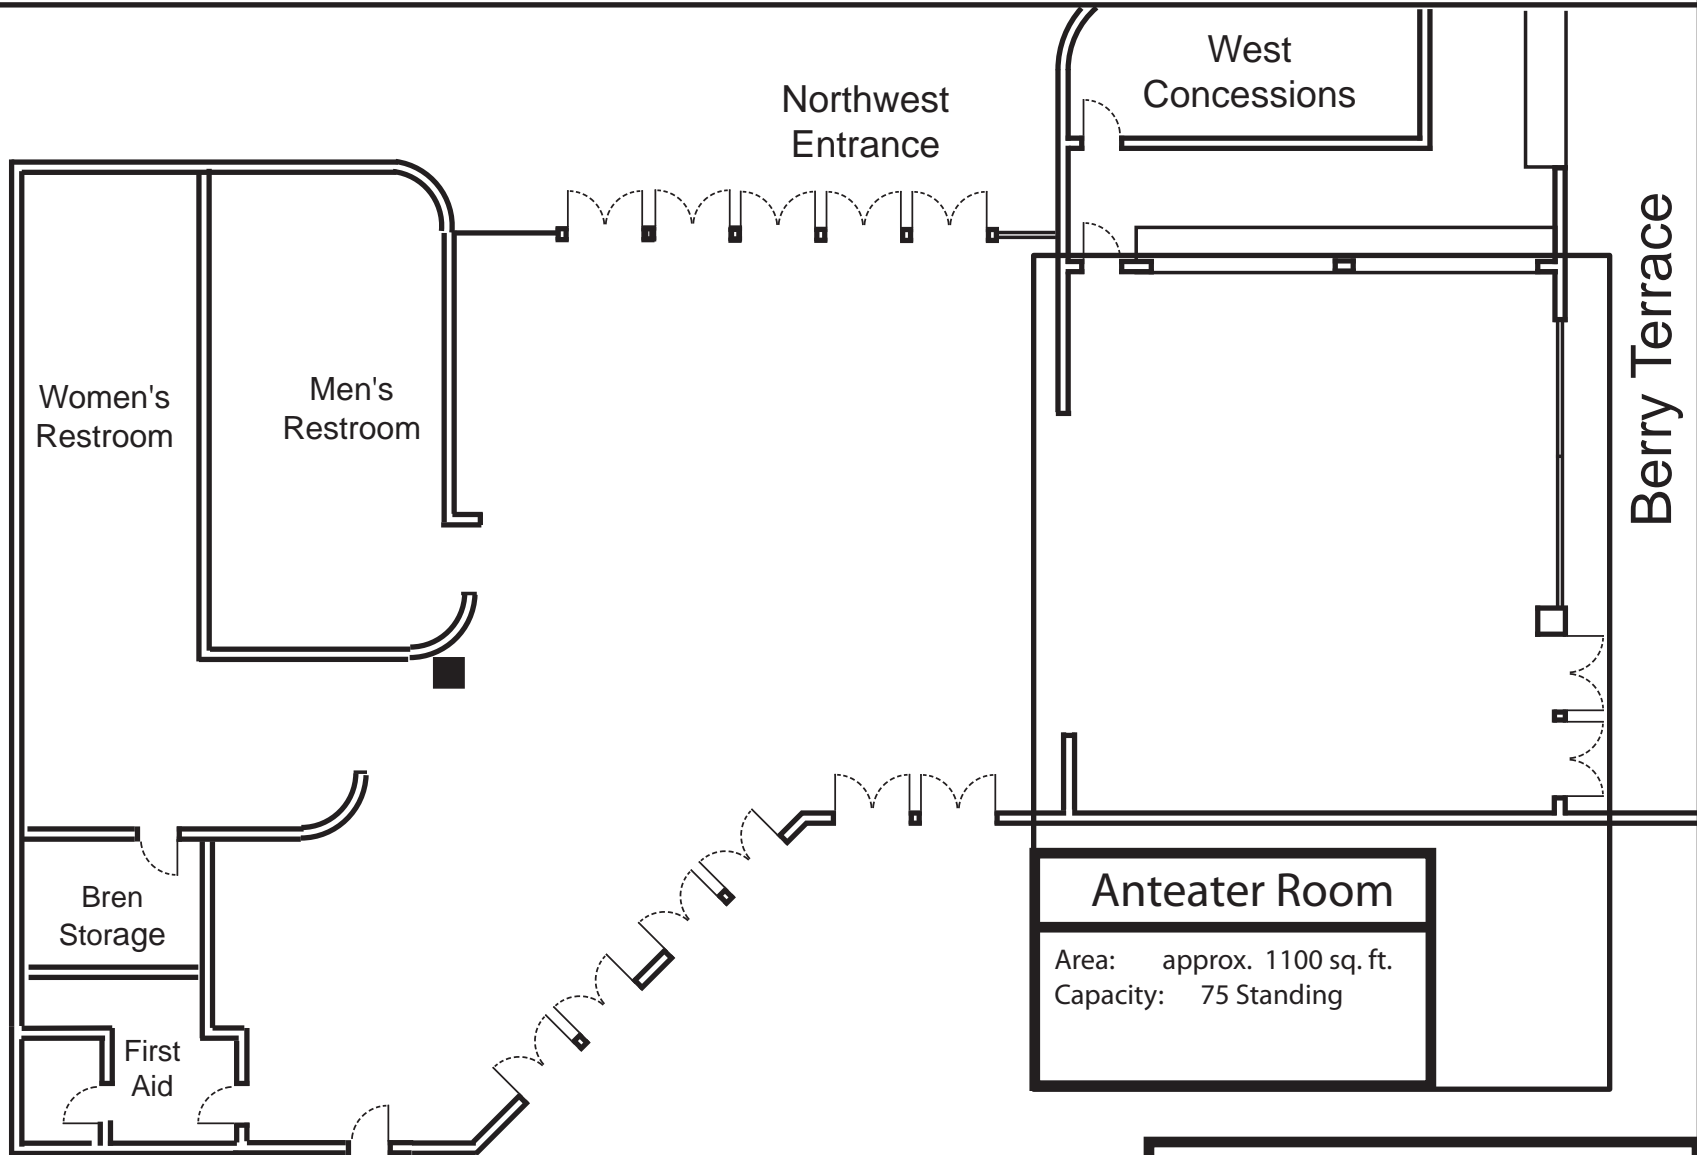 West
Concessions
Northwest
Entrance
Berry Terrace
Women's
Restroom
Men's
Restroom
Bren
Storage
First
Aid
Anteater Room
Area: approx. 1100 sq. ft.
Capacity: 75 Standing